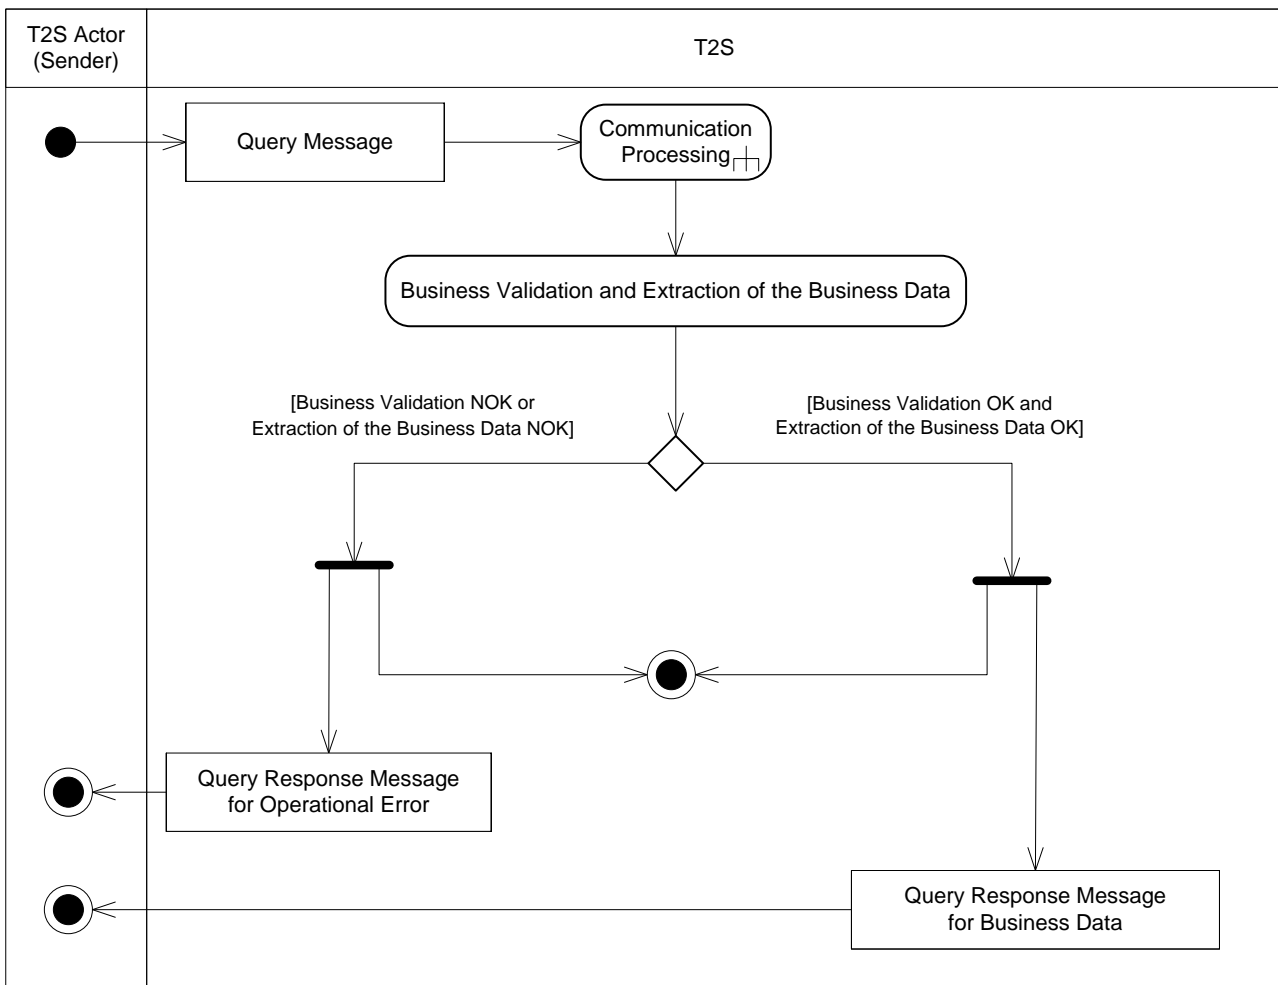 T2S Actor
(Sender)
T2S
Query Message
Communication
Processing
Business Validation and Extraction of the Business Data
[Business Validation NOK or
Extraction of the Business Data NOK]
[Business Validation OK and
Extraction of the Business Data OK]
Query Response Message
for Operational Error
Query Response Message
for Business Data